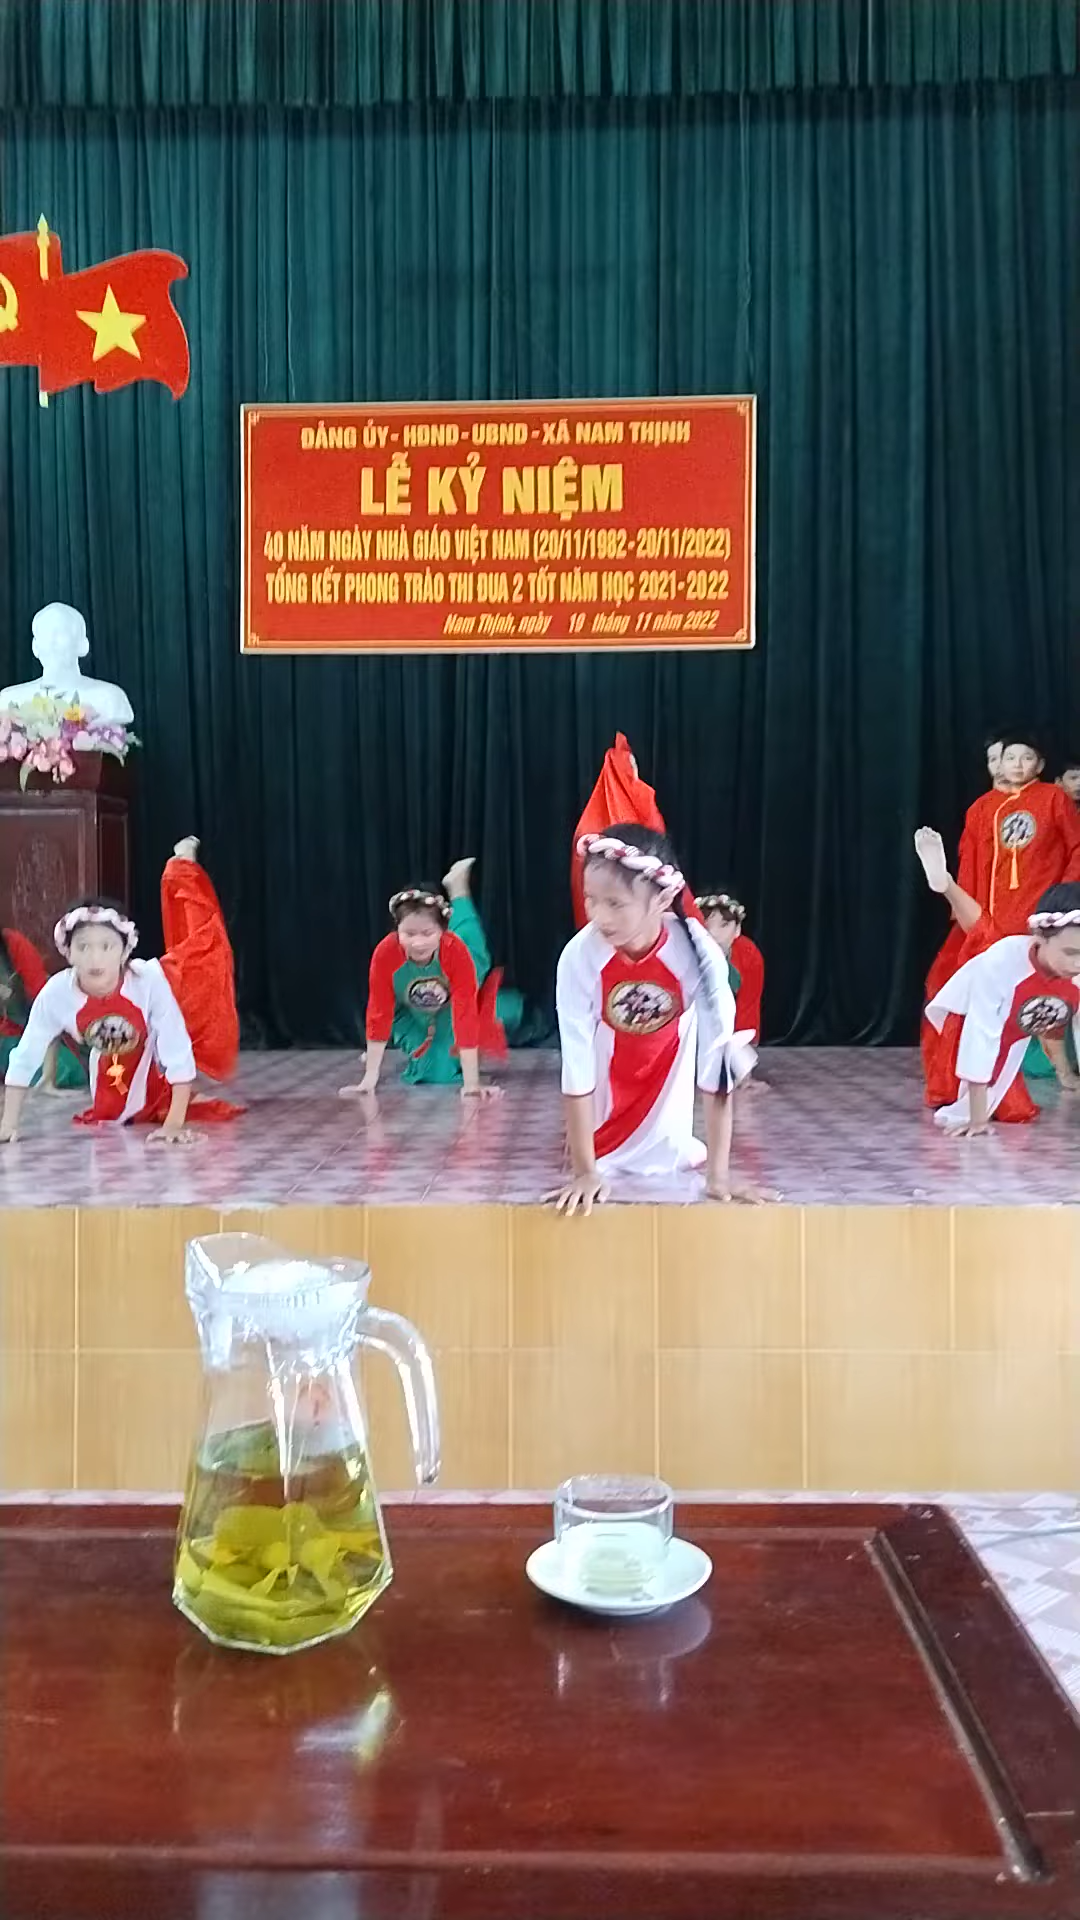 ĐẢNG ỦY - HĐND - UBND - XÃ NAM THỊNH
LỄ KỶ NIỆM
40 NĂM NGÀY NHÀ GIÁO VIỆT NAM (20/11/1982 - 20/11/2022)
TỔNG KẾT PHONG TRÀO THI ĐUA 2 TỐT NĂM HỌC 2021 - 2022
Nam Thịnh, ngày 19 tháng 11 năm 2022